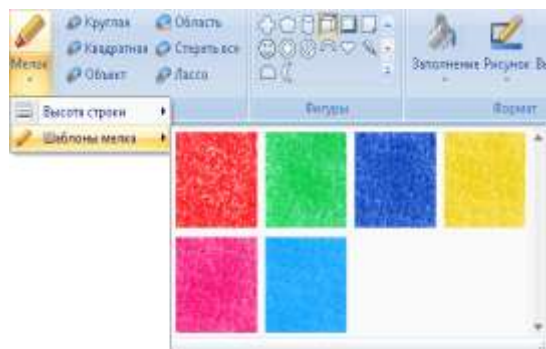 Мелок
Круглая
Квадратная
Объект
Область
Стереть все
Лассо
Фигуры
Заполнение Рисунок
Формат
Высота строки
Шаблоны мелка